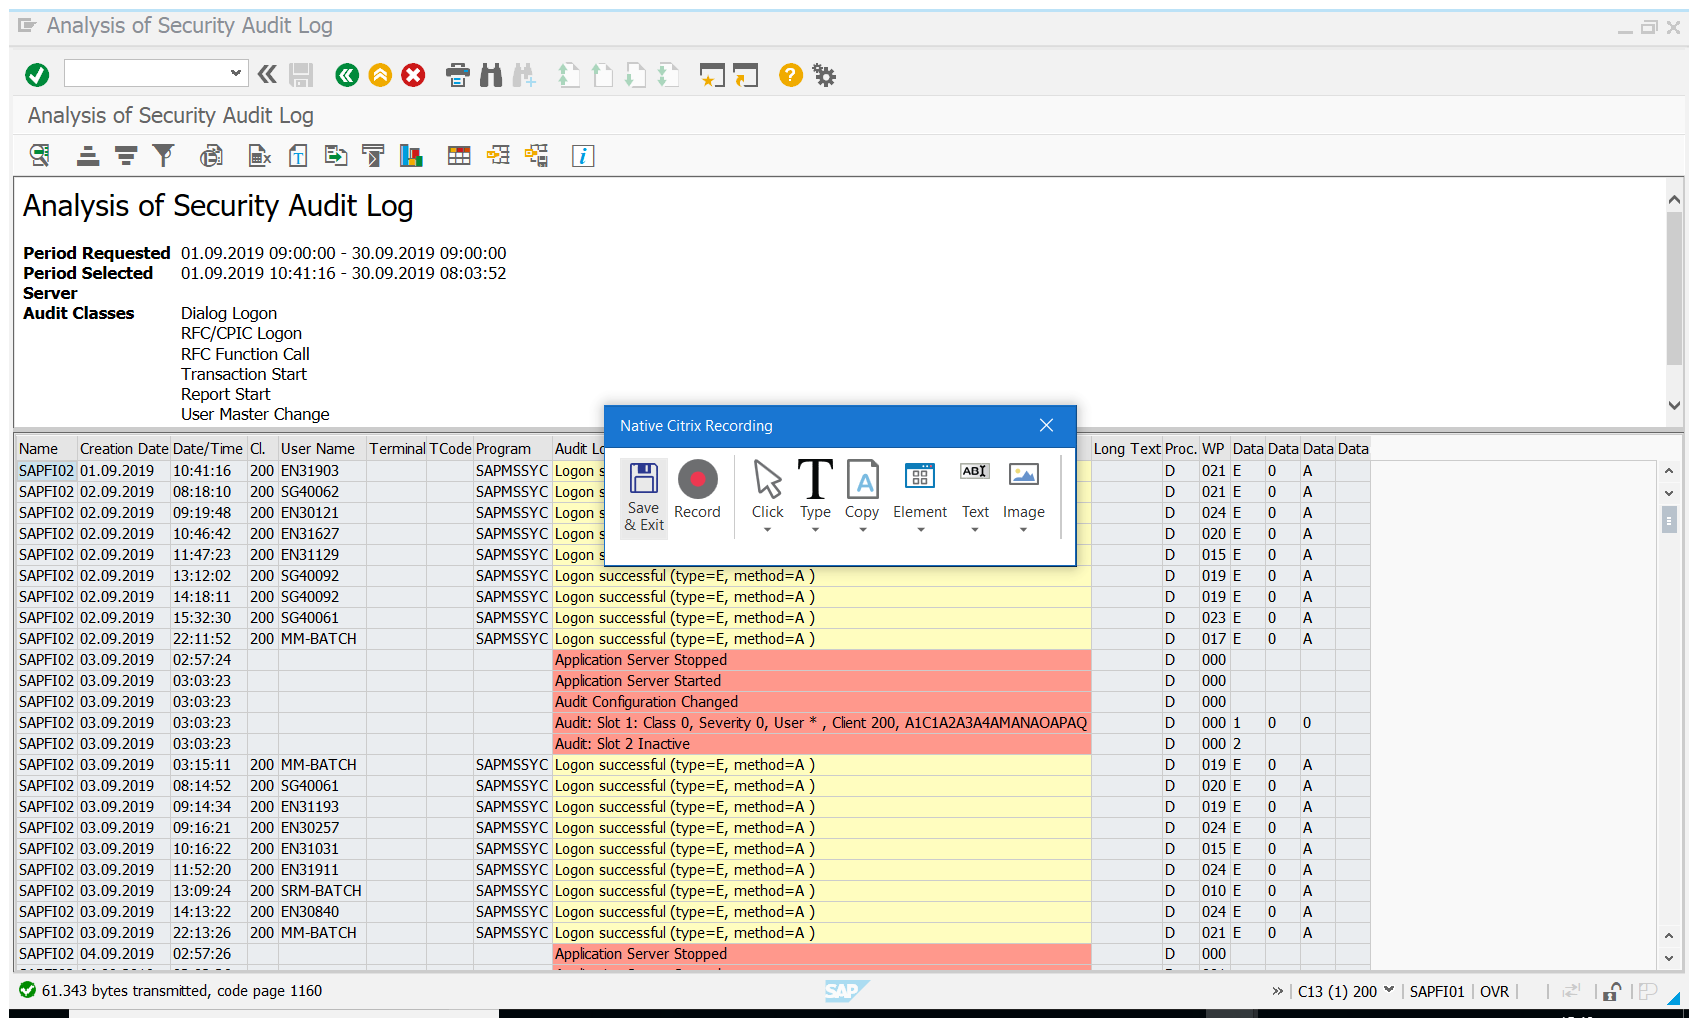 Analysis of Security Audit Log
Analysis of Security Audit Log
Analysis of Security Audit Log
Period Requested 01.09.2019 09:00:00 - 30.09.2019 09:00:00
Period Selected 01.09.2019 10:41:16 - 30.09.2019 08:03:52
Server
Audit Classes Dialog Logon
RFC/CPIC Logon
RFC Function Call
Transaction Start
Report Start
User Master Change
Native Citrix Recording
Save & Exit Record Click Type Copy Element Text Image
Name Creation Date Date/Time Cl. User Name Terminal TCode Program Audit Lo Long Text Proc. WP Data Data Data Data
SAPFI02 01.09.2019 10:41:16 200 EN31903 SAPMSSYC Logon s D 021 E 0 A
SAPFI02 02.09.2019 08:18:10 200 SG40062 SAPMSSYC Logon s D 021 E 0 A
SAPFI02 02.09.2019 09:19:48 200 EN30121 SAPMSSYC Logon s D 024 E 0 A
SAPFI02 02.09.2019 10:46:42 200 EN31627 SAPMSSYC Logon s D 020 E 0 A
SAPFI02 02.09.2019 11:47:23 200 EN31129 SAPMSSYC Logon s D 015 E 0 A
SAPFI02 02.09.2019 13:12:02 200 SG40092 SAPMSSYC Logon successful (type=E, method=A ) D 019 E 0 A
SAPFI02 02.09.2019 14:18:11 200 SG40092 SAPMSSYC Logon successful (type=E, method=A ) D 019 E 0 A
SAPFI02 02.09.2019 15:32:30 200 SG40061 SAPMSSYC Logon successful (type=E, method=A ) D 023 E 0 A
SAPFI02 02.09.2019 22:11:52 200 MM-BATCH SAPMSSYC Logon successful (type=E, method=A ) D 017 E 0 A
SAPFI02 03.09.2019 02:57:24 Application Server Stopped D 000
SAPFI02 03.09.2019 03:03:23 Application Server Started D 000
SAPFI02 03.09.2019 03:03:23 Audit Configuration Changed D 000
SAPFI02 03.09.2019 03:03:23 Audit: Slot 1: Class 0, Severity 0, User * , Client 200, A1C1A2A3A4AMANAOAPAQ D 000 1 0 0
SAPFI02 03.09.2019 03:03:23 Audit: Slot 2 Inactive D 000 2
SAPFI02 03.09.2019 03:15:11 200 MM-BATCH SAPMSSYC Logon successful (type=E, method=A ) D 019 E 0 A
SAPFI02 03.09.2019 08:14:52 200 SG40061 SAPMSSYC Logon successful (type=E, method=A ) D 020 E 0 A
SAPFI02 03.09.2019 09:14:34 200 EN31193 SAPMSSYC Logon successful (type=E, method=A ) D 019 E 0 A
SAPFI02 03.09.2019 09:16:21 200 EN30257 SAPMSSYC Logon successful (type=E, method=A ) D 024 E 0 A
SAPFI02 03.09.2019 10:16:22 200 EN31031 SAPMSSYC Logon successful (type=E, method=A ) D 015 E 0 A
SAPFI02 03.09.2019 11:52:20 200 EN31911 SAPMSSYC Logon successful (type=E, method=A ) D 024 E 0 A
SAPFI02 03.09.2019 13:09:24 200 SRM-BATCH SAPMSSYC Logon successful (type=E, method=A ) D 010 E 0 A
SAPFI02 03.09.2019 14:13:22 200 EN30840 SAPMSSYC Logon successful (type=E, method=A ) D 024 E 0 A
SAPFI02 03.09.2019 22:13:26 200 MM-BATCH SAPMSSYC Logon successful (type=E, method=A ) D 021 E 0 A
SAPFI02 04.09.2019 02:57:26 Application Server Stopped D 000
61.343 bytes transmitted, code page 1160 SAP C13 (1) 200 SAPFI01 OVR